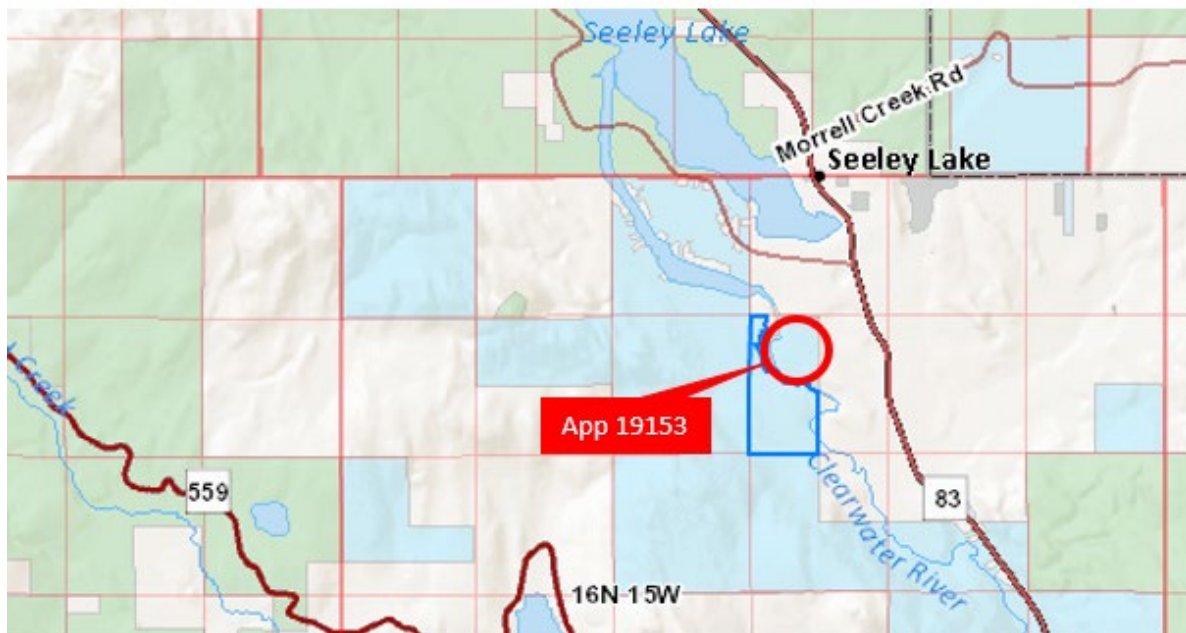 Seeley Lake
Morrell Creek Rd
Seeley Lake
App 19153
Creek
559
83
Clearwater River
16N 15W